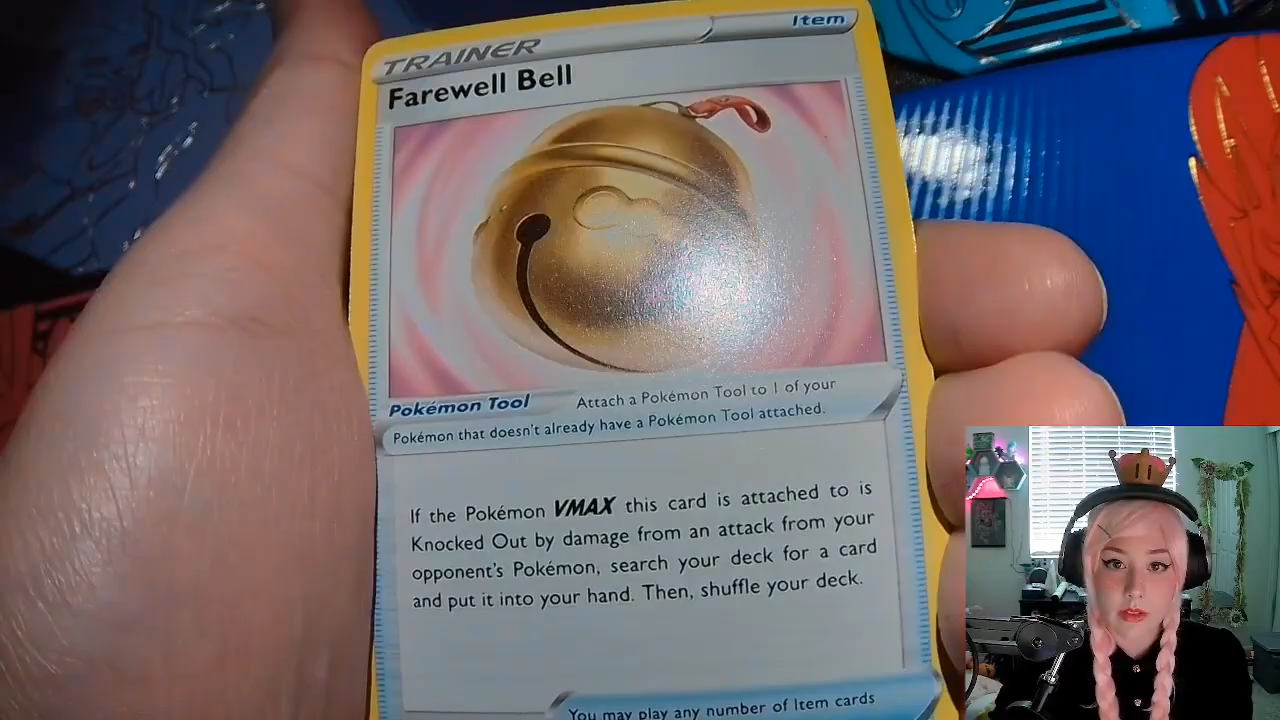 TRAINER
Item
Farewell Bell
Pokémon Tool
Attach a Pokémon Tool to 1 of your
Pokémon that doesn't already have a Pokémon Tool attached.
If the Pokémon VMAX this card is attached to is
Knocked Out by damage from an attack from your
opponent's Pokémon, search your deck for a card
and put it into your hand. Then, shuffle your deck.
You may play any number of Item cards